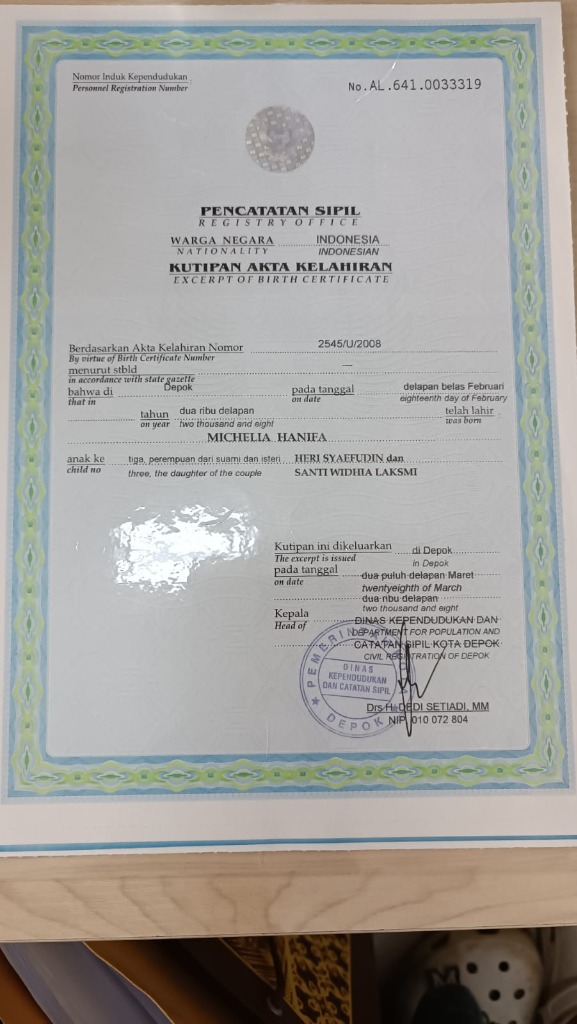 Nomor Induk Kependudukan
Personnel Registration Number
No.AL.641.0033319
PENCATATAN SIPIL
REGISTRY OFFICE
WARGA NEGARA INDONESIA
NATIONALITY INDONESIAN
KUTIPAN AKTA KELAHIRAN
EXCERPT OF BIRTH CERTIFICATE
Berdasarkan Akta Kelahiran Nomor 2545/U/2008
By virtue of Birth Certificate Number
menurut stbld —
in accordance with state gazette
bahwa di Depok pada tanggal delapan belas Februari
that in on date eighteenth day of February
tahun dua ribu delapan telah lahir
on year two thousand and eight was born
MICHELIA HANIFA
anak ke tiga, perempuan dari suami dan isteri HERI SYAEFUDIN dan
child no three, the daughter of the couple SANTI WIDHIA LAKSMI
Kutipan ini dikeluarkan di Depok
The excerpt is issued in Depok
pada tanggal dua puluh delapan Maret
on date twentyeighth of March
dua ribu delapan
two thousand and eight
Kepala DINAS KEPENDUDUKAN DAN
Head of DEPARTMENT FOR POPULATION AND
CATATAN SIPIL KOTA DEPOK
CIVIL REGISTRATION OF DEPOK
DINAS
KEPENDUDUKAN
DAN CATATAN SIPIL
DEPOK
Drs.H. DEDI SETIADI, MM
NIP. 010 072 804